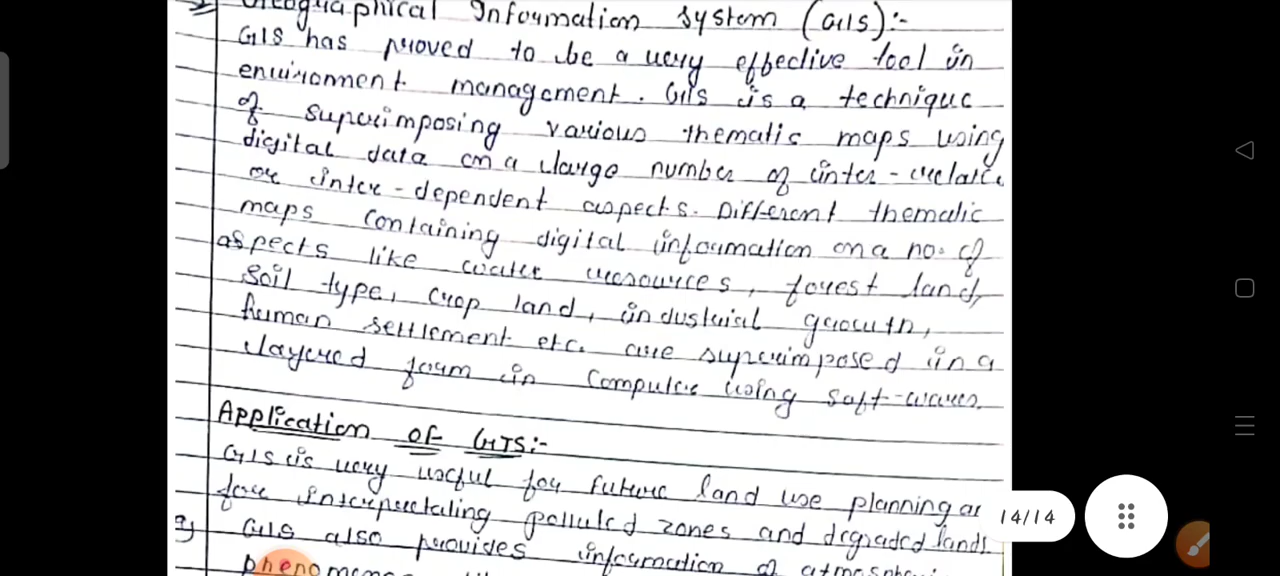 Geographical Information System (GIS):-
GIS has proved to be a very effective tool in
environment management. GIS is a technique
of superimposing various thematic maps using
digital data on a large number of inter-relate
or inter-dependent aspects. Different thematic
maps containing digital information on a no. of
aspects like water resources, forest land,
soil type, crop land, industrial growth,
human settlement etc. are superimposed in a
layered form in computer using soft-wares.
Application OF GIS:-
GIS is very useful for future land use planning
for interpretating polluted zones and degraded lands.
2) GIS also provides information of
phenomena
14/14